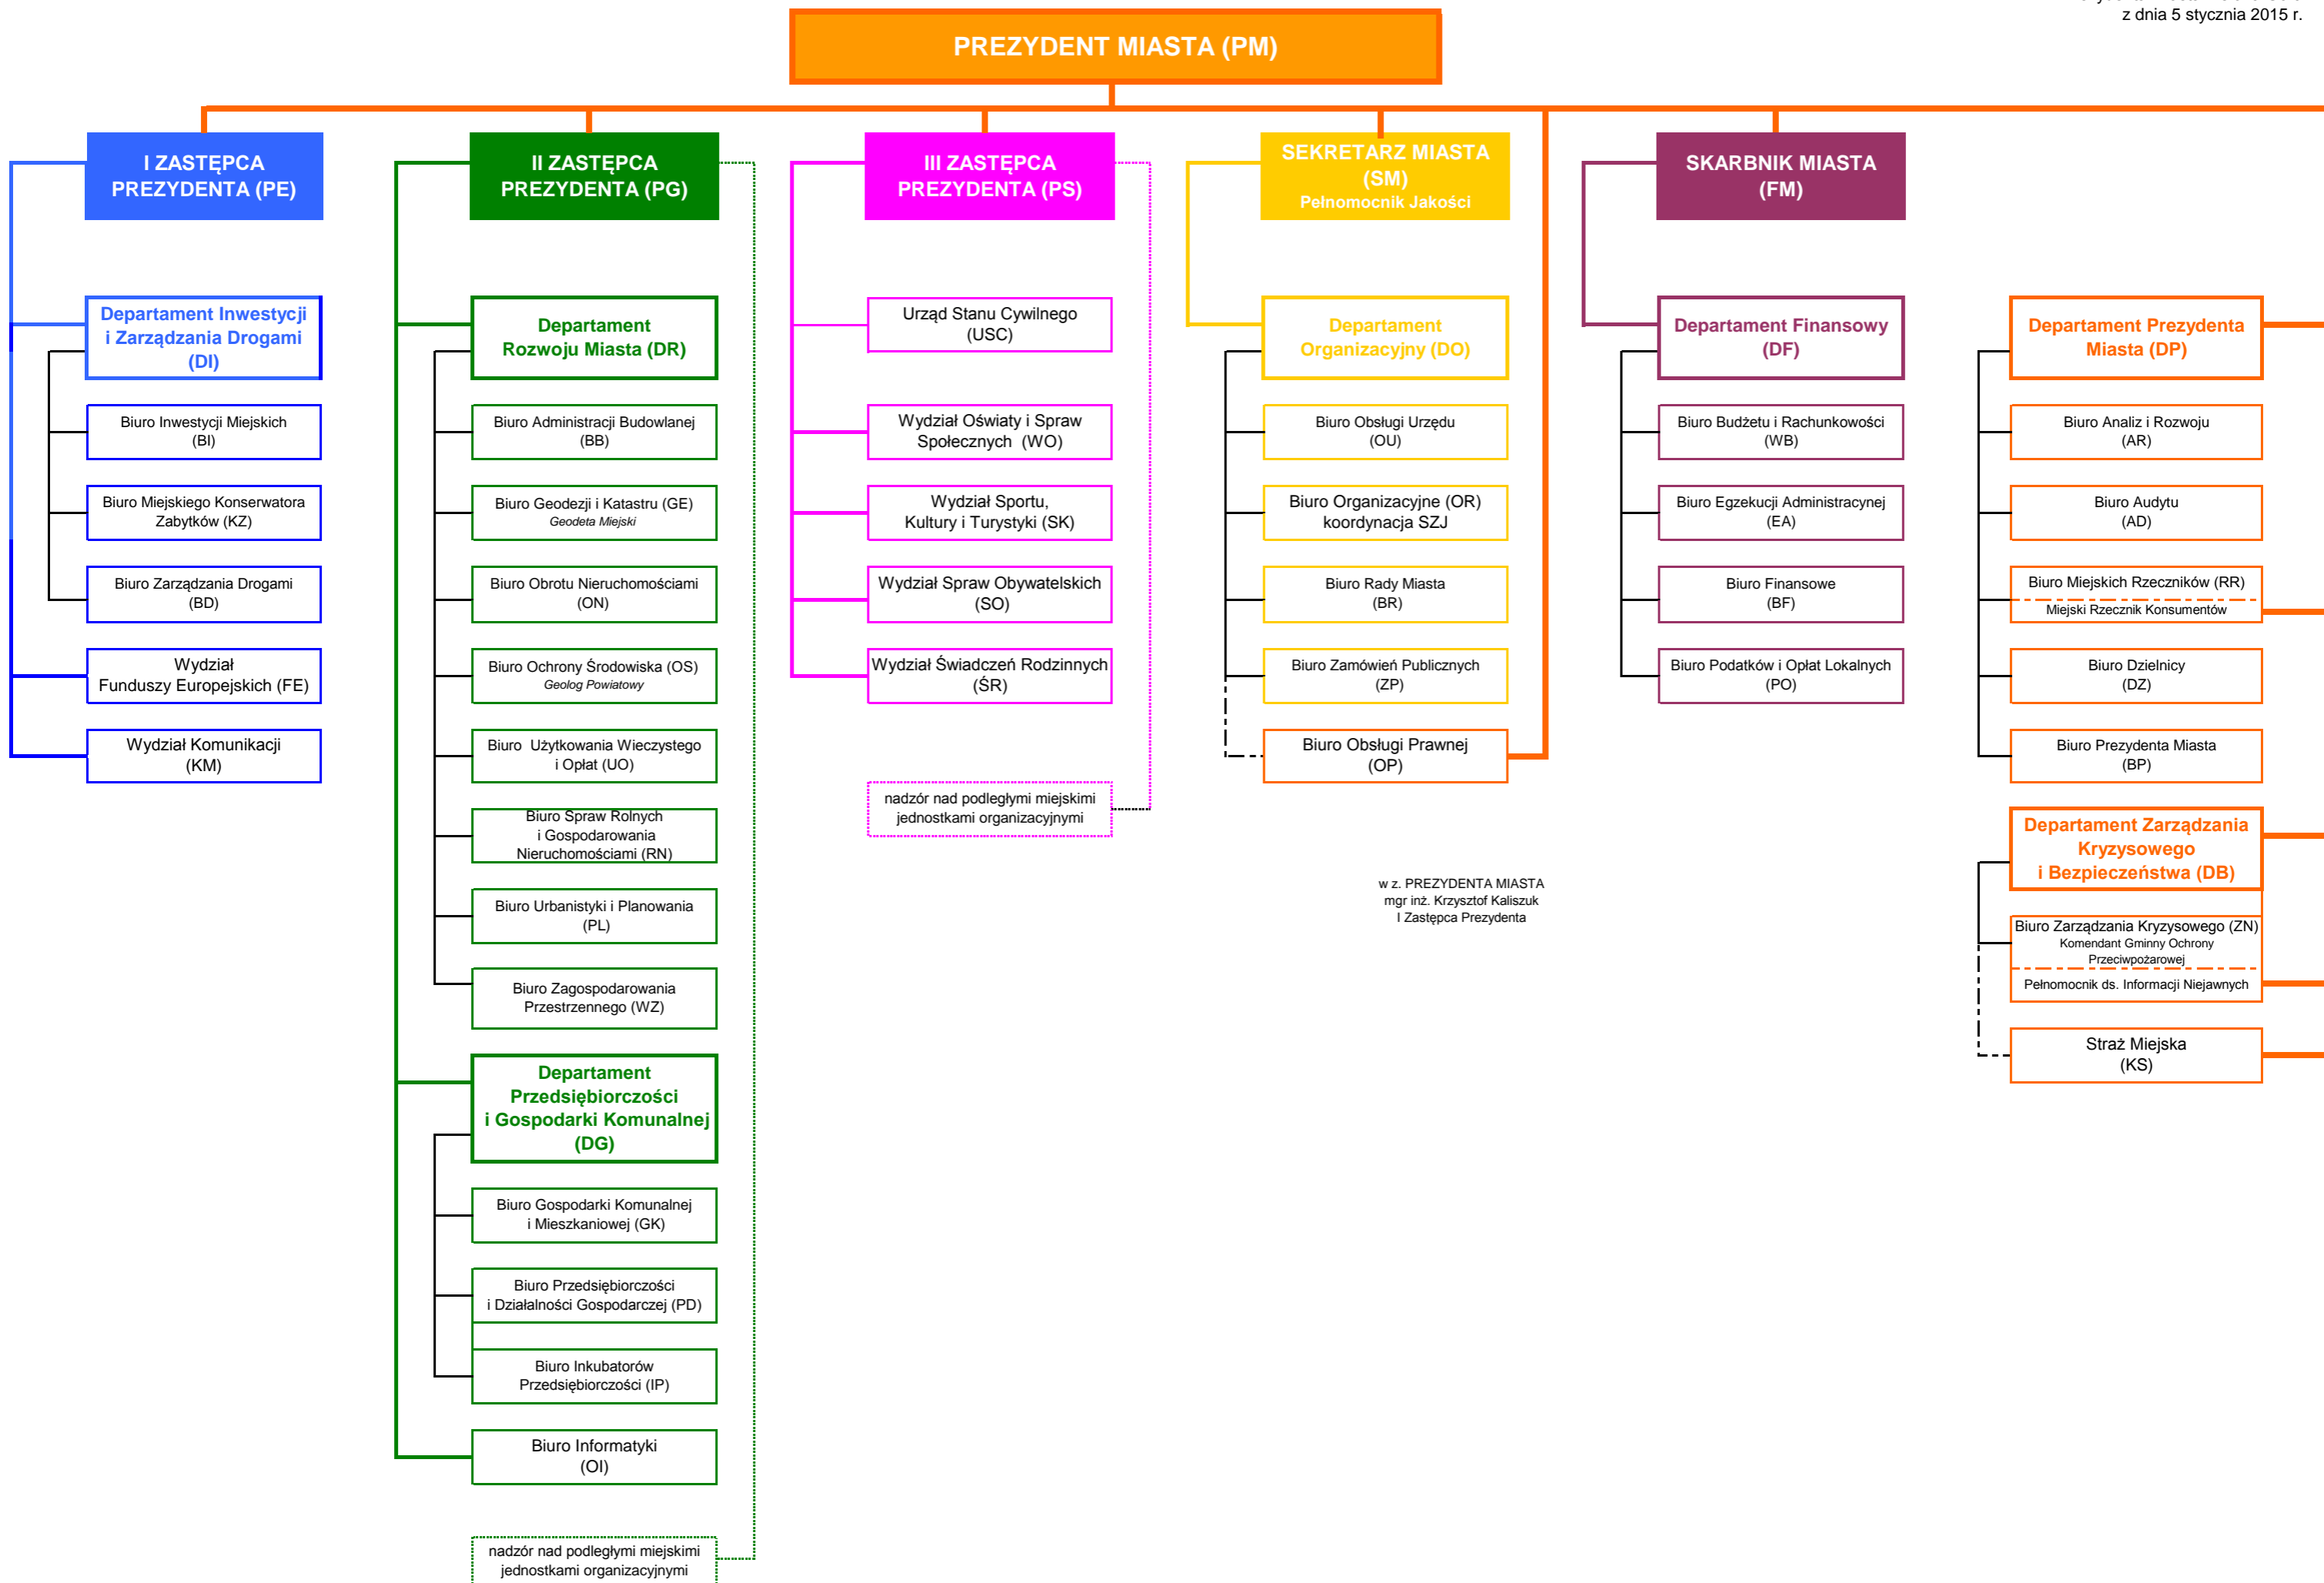 z dnia 5 stycznia 2015 r.
PREZYDENT MIASTA (PM)
I ZASTĘPCA
PREZYDENTA (PE)
II ZASTĘPCA
PREZYDENTA (PG)
III ZASTĘPCA
PREZYDENTA (PS)
SEKRETARZ MIASTA
(SM)
Pełnomocnik Jakości
SKARBNIK MIASTA
(FM)
Departament Inwestycji
i Zarządzania Drogami
(DI)
Biuro Inwestycji Miejskich
(BI)
Biuro Miejskiego Konserwatora
Zabytków (KZ)
Biuro Zarządzania Drogami
(BD)
Wydział
Funduszy Europejskich (FE)
Wydział Komunikacji
(KM)
Departament
Rozwoju Miasta (DR)
Biuro Administracji Budowlanej
(BB)
Biuro Geodezji i Katastru (GE)
Geodeta Miejski
Biuro Obrotu Nieruchomościami
(ON)
Biuro Ochrony Środowiska (OS)
Geolog Powiatowy
Biuro Użytkowania Wieczystego
i Opłat (UO)
Biuro Spraw Rolnych
i Gospodarowania
Nieruchomościami (RN)
Biuro Urbanistyki i Planowania
(PL)
Biuro Zagospodarowania
Przestrzennego (WZ)
Departament
Przedsiębiorczości
i Gospodarki Komunalnej
(DG)
Biuro Gospodarki Komunalnej
i Mieszkaniowej (GK)
Biuro Przedsiębiorczości
i Działalności Gospodarczej (PD)
Biuro Inkubatorów
Przedsiębiorczości (IP)
Biuro Informatyki
(OI)
nadzór nad podległymi miejskimi
jednostkami organizacyjnymi
Urząd Stanu Cywilnego
(USC)
Wydział Oświaty i Spraw
Społecznych (WO)
Wydział Sportu,
Kultury i Turystyki (SK)
Wydział Spraw Obywatelskich
(SO)
Wydział Świadczeń Rodzinnych
(ŚR)
nadzór nad podległymi miejskimi
jednostkami organizacyjnymi
Departament
Organizacyjny (DO)
Biuro Obsługi Urzędu
(OU)
Biuro Organizacyjne (OR)
koordynacja SZJ
Biuro Rady Miasta
(BR)
Biuro Zamówień Publicznych
(ZP)
Biuro Obsługi Prawnej
(OP)
w z. PREZYDENTA MIASTA
mgr inż. Krzysztof Kaliszuk
I Zastępca Prezydenta
Departament Finansowy
(DF)
Biuro Budżetu i Rachunkowości
(WB)
Biuro Egzekucji Administracynej
(EA)
Biuro Finansowe
(BF)
Biuro Podatków i Opłat Lokalnych
(PO)
Departament Prezydenta
Miasta (DP)
Biuro Analiz i Rozwoju
(AR)
Biuro Audytu
(AD)
Biuro Miejskich Rzeczników (RR)
Miejski Rzecznik Konsumentów
Biuro Dzielnicy
(DZ)
Biuro Prezydenta Miasta
(BP)
Departament Zarządzania
Kryzysowego
i Bezpieczeństwa (DB)
Biuro Zarządzania Kryzysowego (ZN)
Komendant Gminny Ochrony
Przeciwpożarowej
Pełnomocnik ds. Informacji Niejawnych
Straż Miejska
(KS)